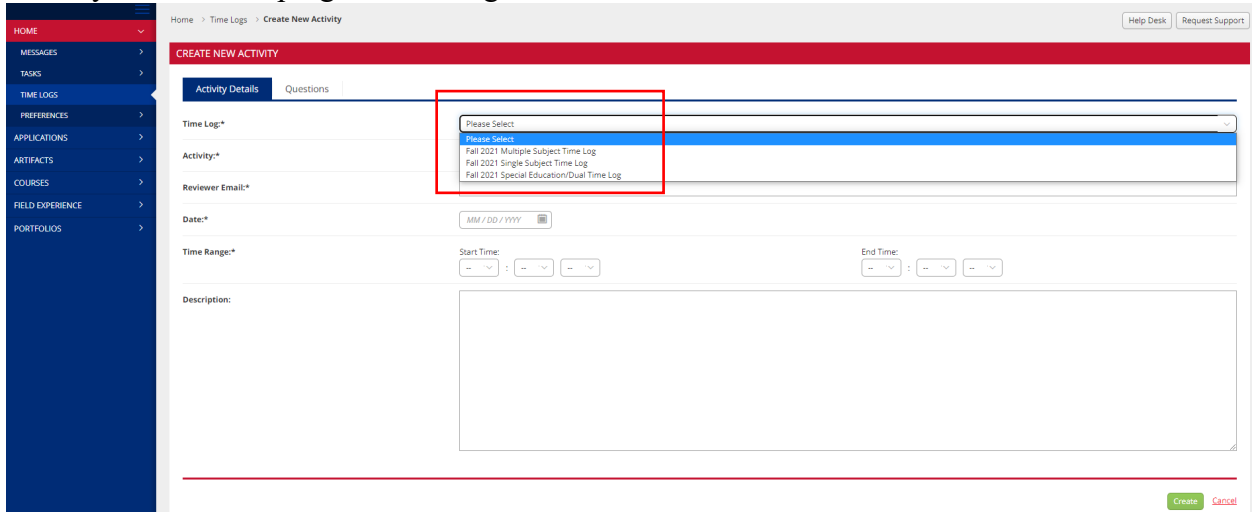 Home > Time Logs > Create New Activity
Help Desk
Request Support
HOME
MESSAGES
TASKS
TIME LOGS
PREFERENCES
APPLICATIONS
ARTIFACTS
COURSES
FIELD EXPERIENCE
PORTFOLIOS
CREATE NEW ACTIVITY
Activity Details
Questions
Time Log:*
Please Select
Please Select
Fall 2021 Multiple Subject Time Log
Fall 2021 Single Subject Time Log
Fall 2021 Special Education/Dual Time Log
Activity:*
Reviewer Email:*
Date:*
MM / DD / YYYY
Time Range:*
Start Time:
-- : -- --
End Time:
-- : -- --
Description:
Create
Cancel